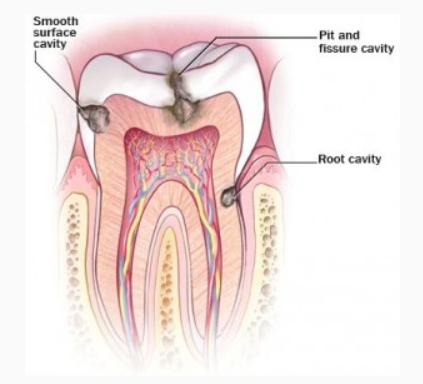 Smooth
surface
cavity
Pit and
fissure cavity
Root cavity